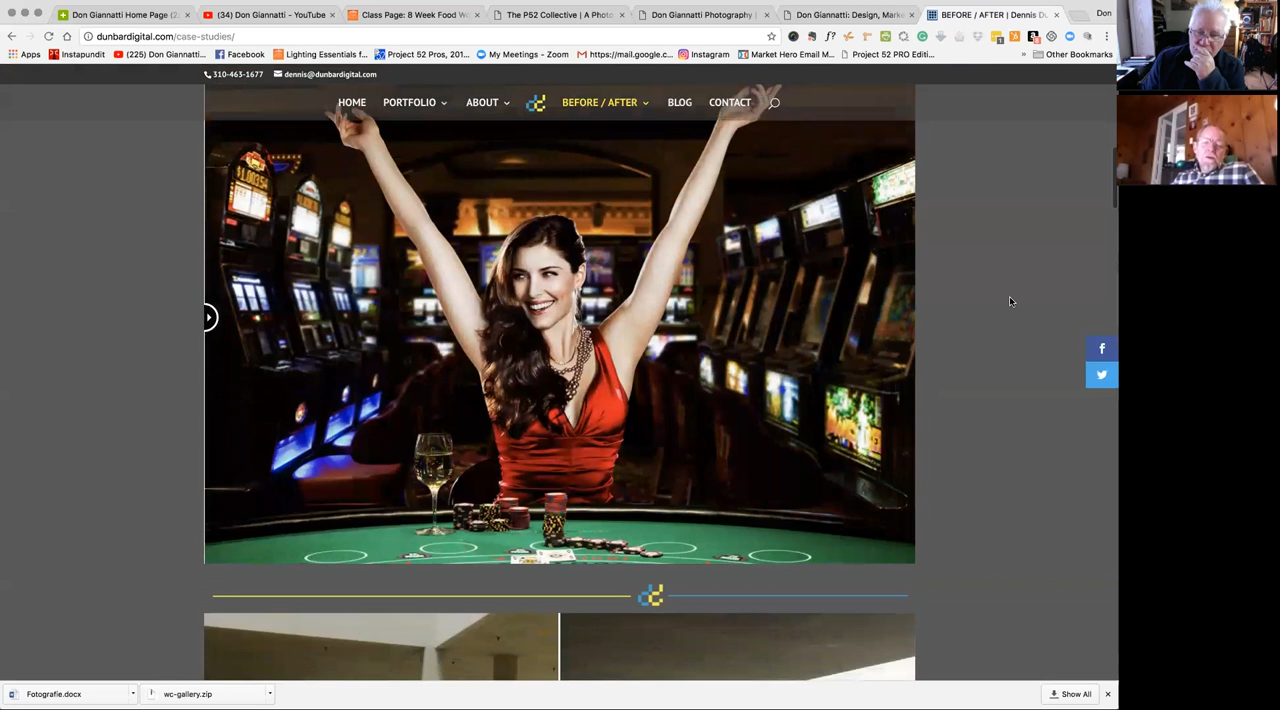 Don Giannatti Home Page (2:
(34) Don Giannatti - YouTube
Class Page: 8 Week Food W
The P52 Collective | A Photo
Don Giannatti Photography |
Don Giannatti: Design, Marke
BEFORE / AFTER | Dennis Du
Don
dunbardigital.com/case-studies/
Apps
Instapundit
(225) Don Giannatti...
Facebook
Lighting Essentials f
Project 52 Pros, 201...
My Meetings - Zoom
https://mail.google.c
Instagram
Market Hero Email M...
Project 52 PRO Editi...
»
Other Bookmarks
310-463-1677
dennis@dunbardigital.com
HOME
PORTFOLIO
ABOUT
BEFORE / AFTER
BLOG
CONTACT
Fotografie.docx
wc-gallery.zip
Show All